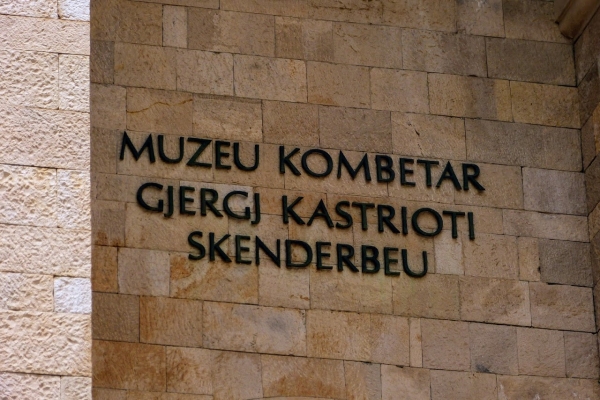 MUZEU KOMBETAR
GJERGJ KASTRIOTI
SKENDERBEU